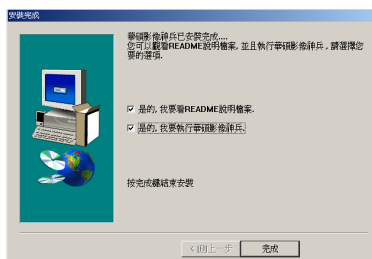 安裝完成
華碩影像神兵已安裝完成....
您可以觀看README說明檔案, 並且執行華碩影像神兵, 請選擇您
要的選項.
是的, 我要看README說明檔案.
是的, 我要執行華碩影像神兵.
按完成鍵結束安裝
<回上一步 完成